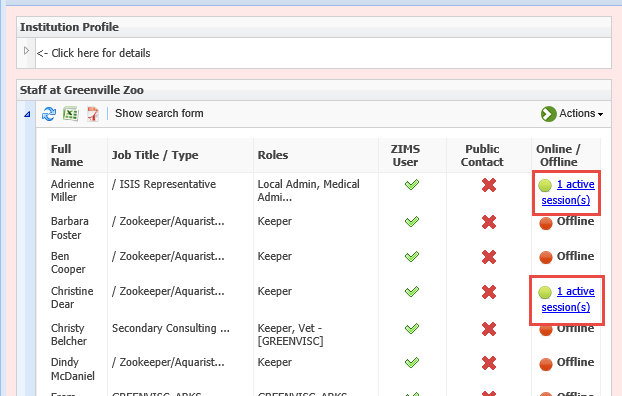 Institution Profile
<- Click here for details
Staff at Greenville Zoo
Show search form
Actions
Full Name Job Title / Type Roles ZIMS User Public Contact Online / Offline
Adrienne Miller / ISIS Representative Local Admin, Medical Admi... 1 active session(s)
Barbara Foster / Zookeeper/Aquarist... Keeper Offline
Ben Cooper / Zookeeper/Aquarist... Keeper Offline
Christine Dear / Zookeeper/Aquarist... Keeper 1 active session(s)
Christy Belcher Secondary Consulting ... Keeper, Vet - [GREENVISC] Offline
Dindy McDaniel / Zookeeper/Aquarist... Keeper Offline